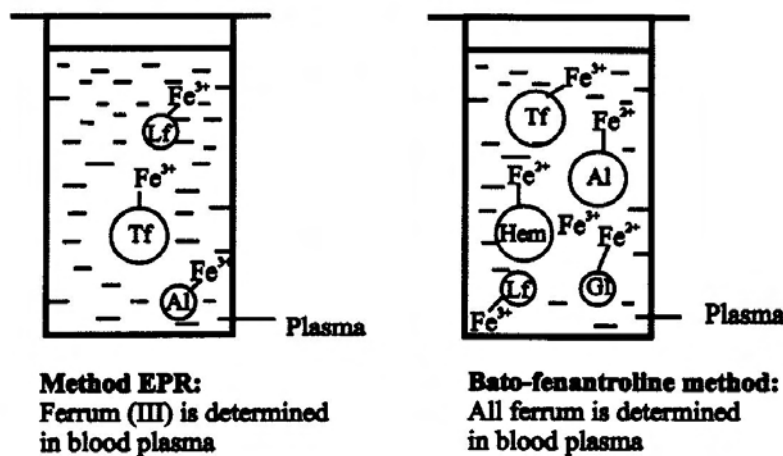 Fe³⁺
Lf
Fe³⁺
Tf
Fe³⁺
Al
Plasma
Method EPR:
Ferrum (III) is determined
in blood plasma
Fe³⁺
Tf
Fe²⁺
Al
Fe²⁺
Hem
Fe³⁺
Fe²⁺
Lf
Gl
Fe³⁺
Plasma
Bato-fenantroline method:
All ferrum is determined
in blood plasma